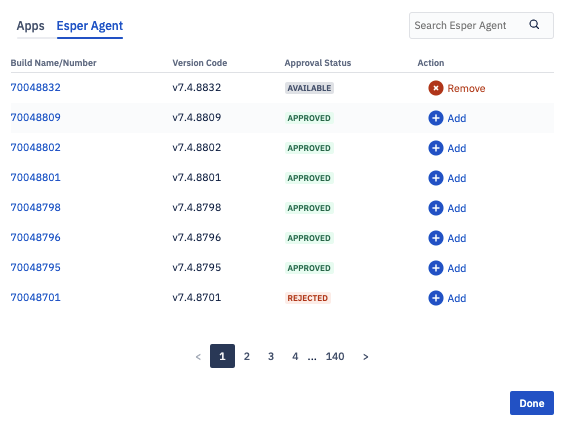 Apps Esper Agent Search Esper Agent
Build Name/Number Version Code Approval Status Action
70048832 v7.4.8832 AVAILABLE Remove
70048809 v7.4.8809 APPROVED Add
70048802 v7.4.8802 APPROVED Add
70048801 v7.4.8801 APPROVED Add
70048798 v7.4.8798 APPROVED Add
70048796 v7.4.8796 APPROVED Add
70048795 v7.4.8795 APPROVED Add
70048701 v7.4.8701 REJECTED Add
< 1 2 3 4 ... 140 >
Done